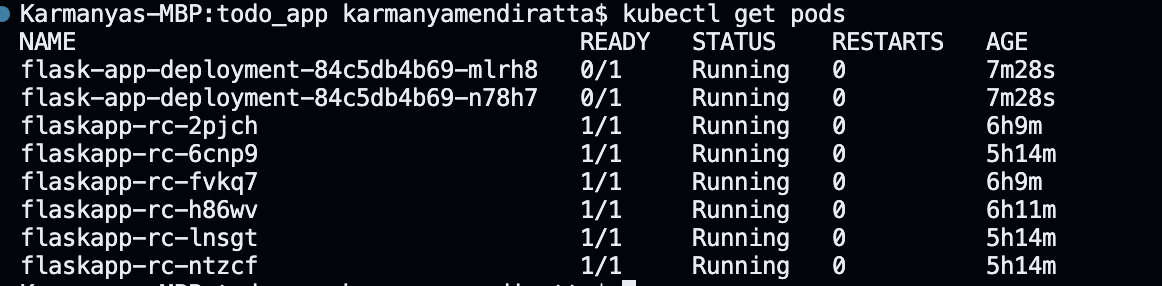 Karmanyas-MBP:todo_app karmanyamendiratta$ kubectl get pods
NAME READY STATUS RESTARTS AGE
flask-app-deployment-84c5db4b69-mlrh8 0/1 Running 0 7m28s
flask-app-deployment-84c5db4b69-n78h7 0/1 Running 0 7m28s
flaskapp-rc-2pjch 1/1 Running 0 6h9m
flaskapp-rc-6cnp9 1/1 Running 0 5h14m
flaskapp-rc-fvkq7 1/1 Running 0 6h9m
flaskapp-rc-h86wv 1/1 Running 0 6h11m
flaskapp-rc-lnsgt 1/1 Running 0 5h14m
flaskapp-rc-ntzcf 1/1 Running 0 5h14m